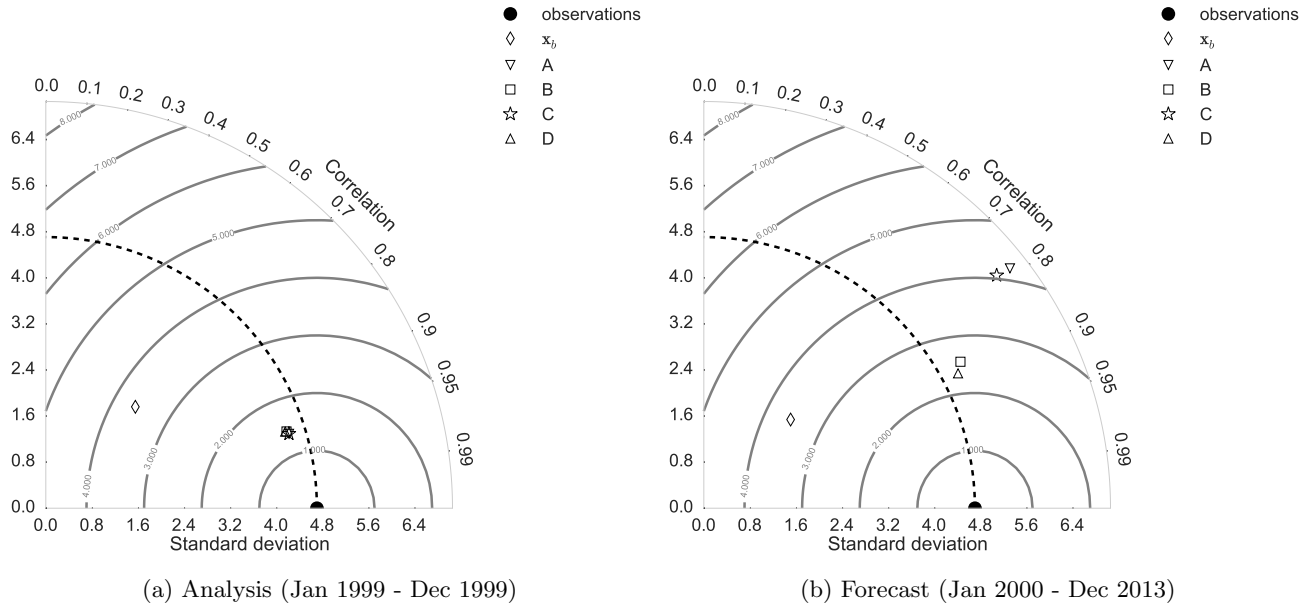 observations
x_b
A
B
C
D
0.0 0.1 0.2 0.3 0.4 0.5 0.6 0.7 0.8 0.9 0.95 0.99
Correlation
8.000
7.000
6.000
5.000
4.000
3.000
2.000
1.000
6.4
5.6
4.8
4.0
3.2
2.4
1.6
0.8
0.0
0.0 0.8 1.6 2.4 3.2 4.0 4.8 5.6 6.4
Standard deviation
(a) Analysis (Jan 1999 - Dec 1999)
observations
x_b
A
B
C
D
0.0 0.1 0.2 0.3 0.4 0.5 0.6 0.7 0.8 0.9 0.95 0.99
Correlation
8.000
7.000
6.000
5.000
4.000
3.000
2.000
1.000
6.4
5.6
4.8
4.0
3.2
2.4
1.6
0.8
0.0
0.0 0.8 1.6 2.4 3.2 4.0 4.8 5.6 6.4
Standard deviation
(b) Forecast (Jan 2000 - Dec 2013)